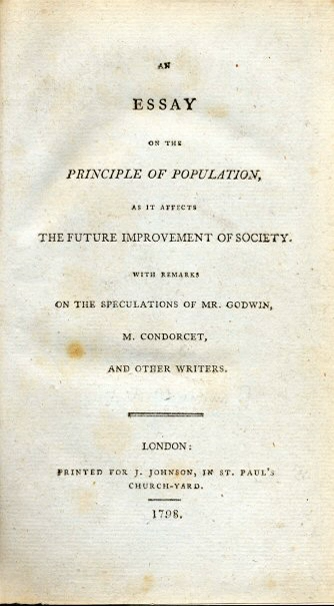 AN
ESSAY
ON THE
PRINCIPLE OF POPULATION,
AS IT AFFECTS
THE FUTURE IMPROVEMENT OF SOCIETY.
WITH REMARKS
ON THE SPECULATIONS OF MR. GODWIN,
M. CONDORCET,
AND OTHER WRITERS.
LONDON:
PRINTED FOR J. JOHNSON, IN ST. PAUL'S
CHURCH-YARD.
1798.